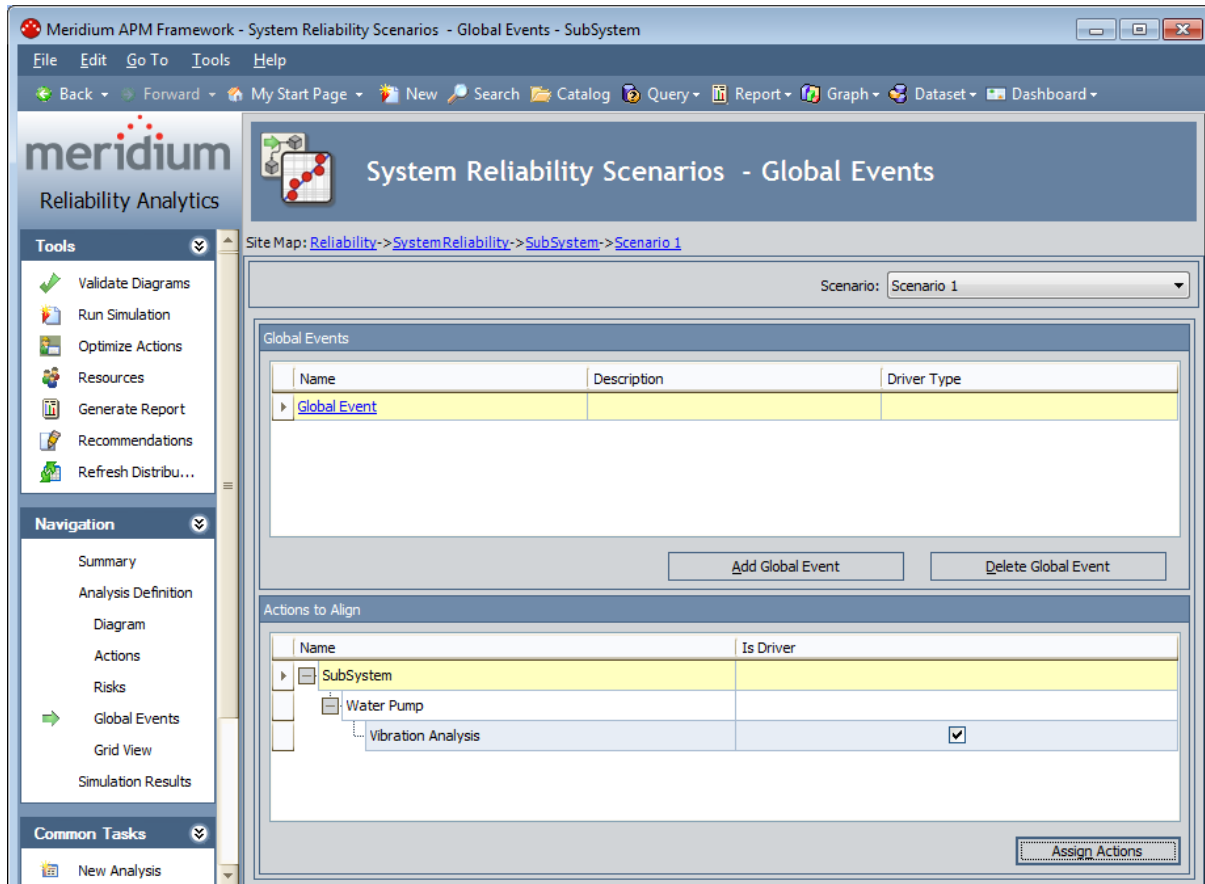 Meridium APM Framework - System Reliability Scenarios - Global Events - SubSystem
File Edit Go To Tools Help
Back Forward My Start Page New Search Catalog Query Report Graph Dataset Dashboard
meridium
Reliability Analytics
System Reliability Scenarios - Global Events
Site Map: Reliability->SystemReliability->SubSystem->Scenario 1
Scenario: Scenario 1
Tools
Validate Diagrams
Run Simulation
Optimize Actions
Resources
Generate Report
Recommendations
Refresh Distribu...
Navigation
Summary
Analysis Definition
Diagram
Actions
Risks
Global Events
Grid View
Simulation Results
Common Tasks
New Analysis
Global Events
Name Description Driver Type
Global Event
Add Global Event Delete Global Event
Actions to Align
Name Is Driver
SubSystem
Water Pump
Vibration Analysis
Assign Actions